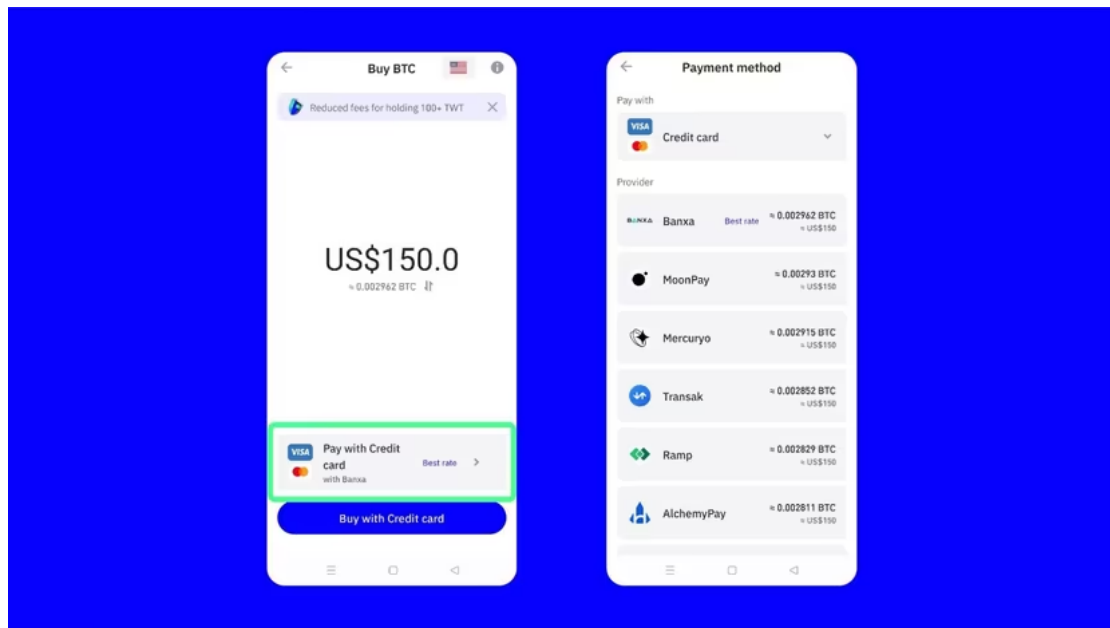 Buy BTC
Reduced fees for holding 100+ TWT
US$150.0
≈ 0.002962 BTC
VISA
Pay with Credit
card
with Banxa
Best rate
Buy with Credit card
Payment method
Pay with
VISA
Credit card
Provider
BANXA Banxa Best rate ≈ 0.002962 BTC
≈ US$150
MoonPay ≈ 0.00293 BTC
≈ US$150
Mercuryo ≈ 0.002915 BTC
≈ US$150
Transak ≈ 0.002852 BTC
≈ US$150
Ramp ≈ 0.002829 BTC
≈ US$150
AlchemyPay ≈ 0.002811 BTC
≈ US$150